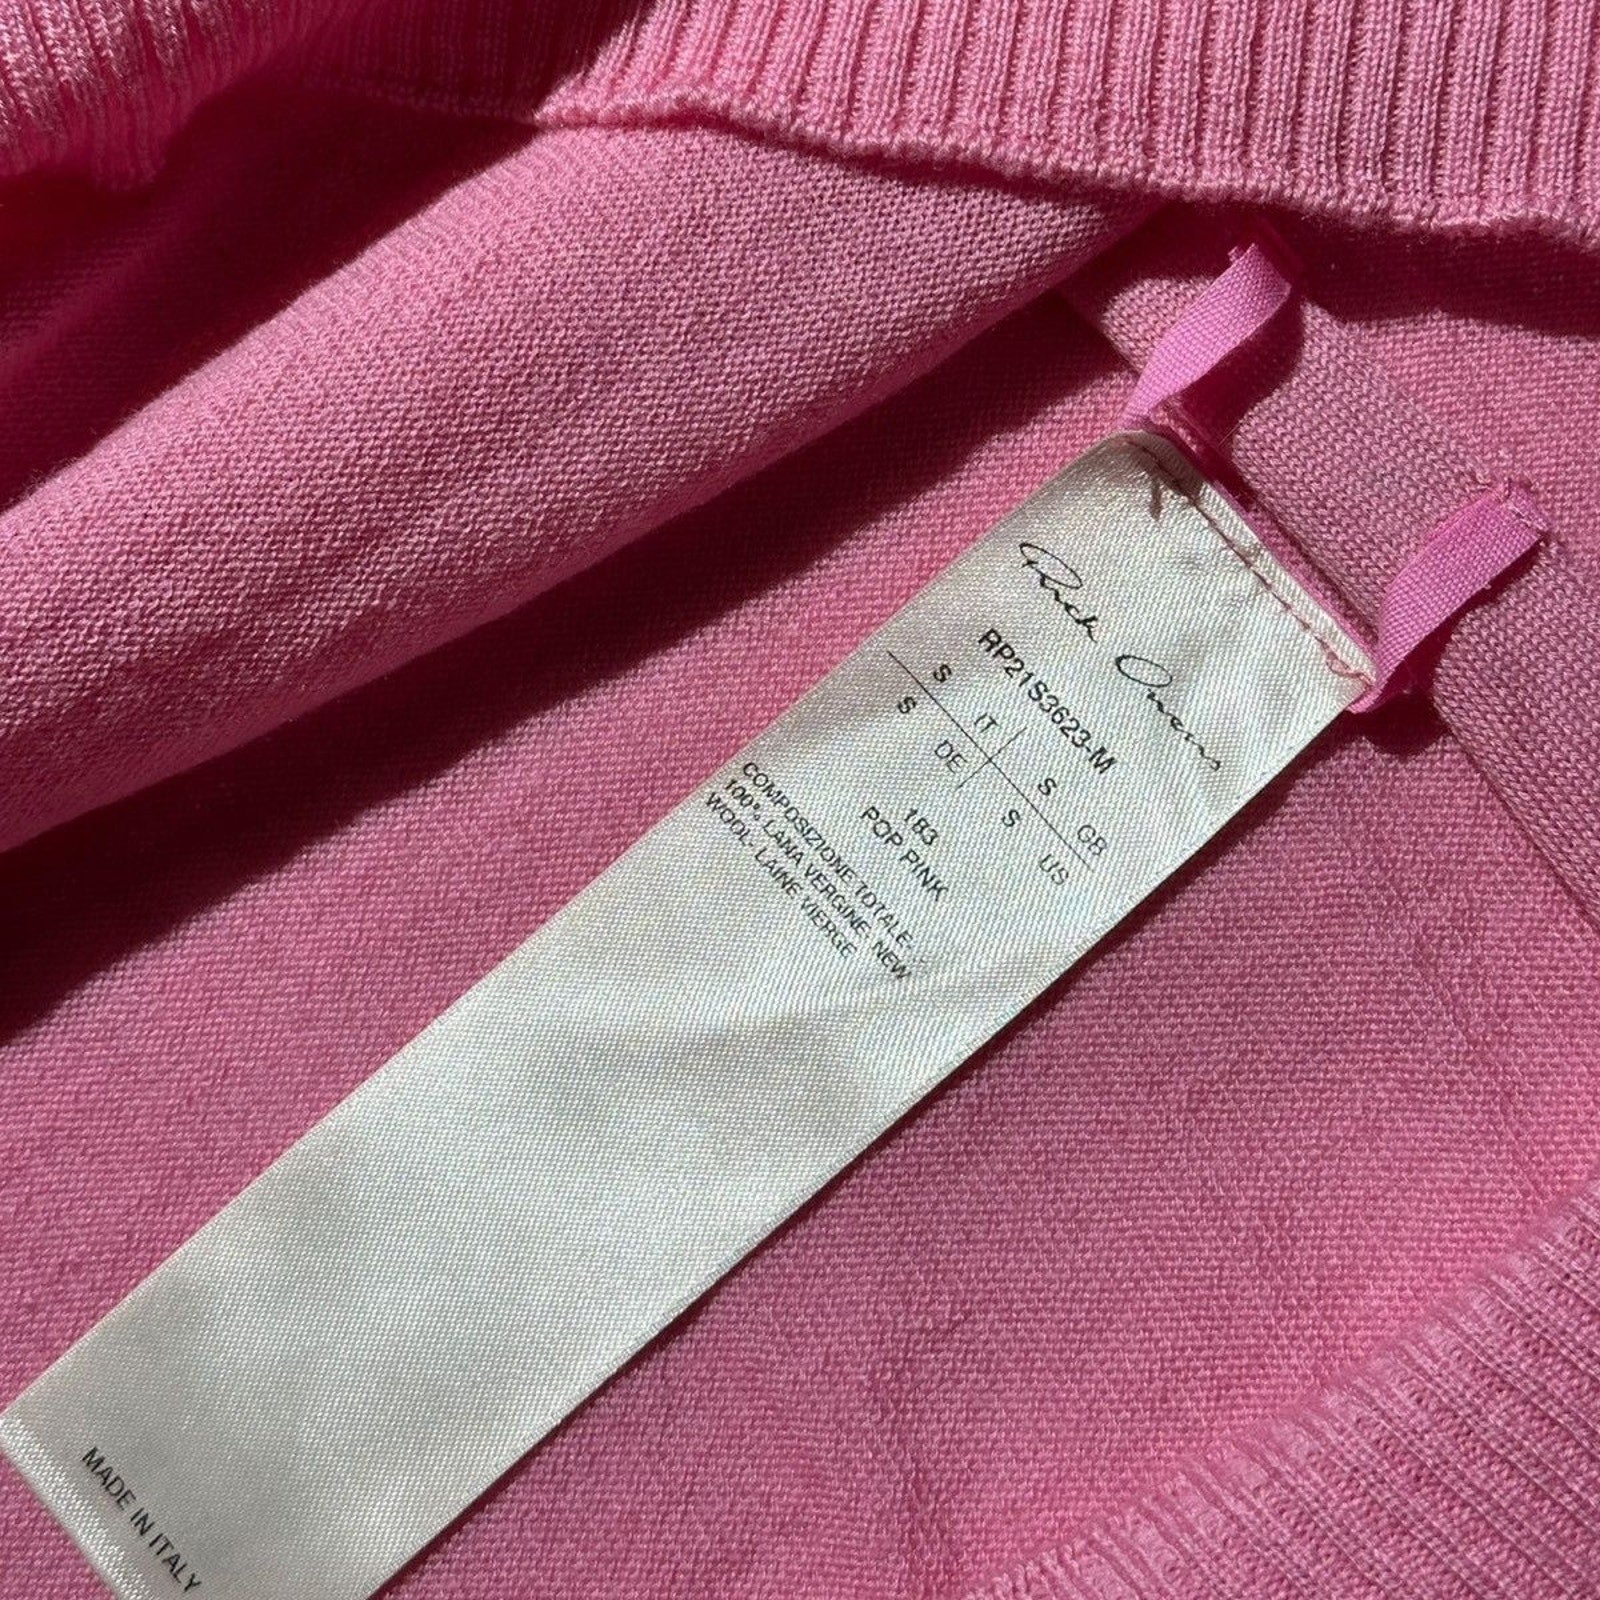 Rick Owens
RP21S3623-M
S IT S GB
S DE S US
183
POP PINK
COMPOSIZIONE TOTALE.
100% LANA VERGINE NEW
WOOL- LAINE VIERGE
MADE IN ITALY